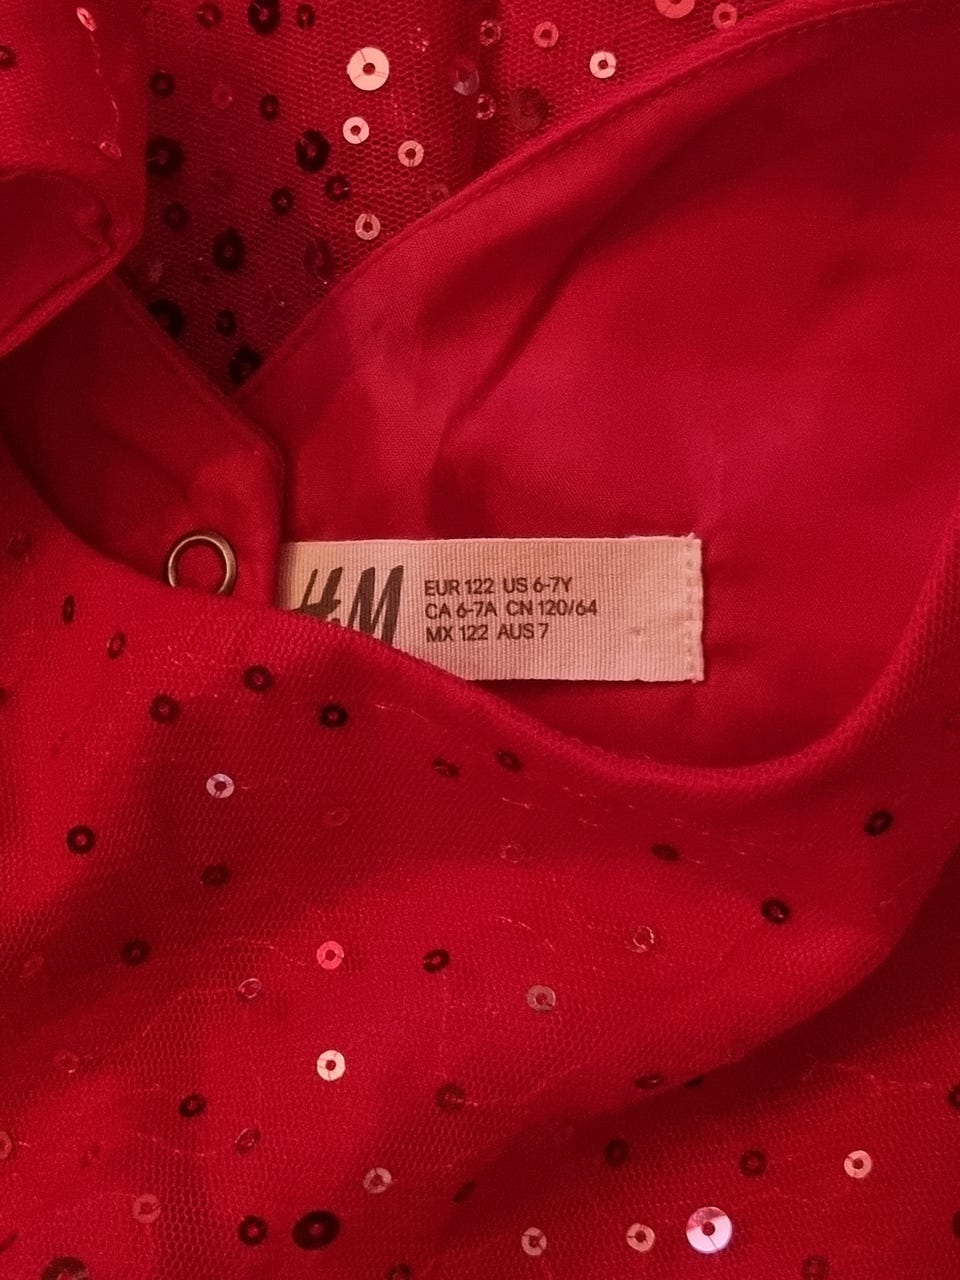 H&M
EUR 122 US 6-7Y
CA 6-7A CN 120/64
MX 122 AUS 7